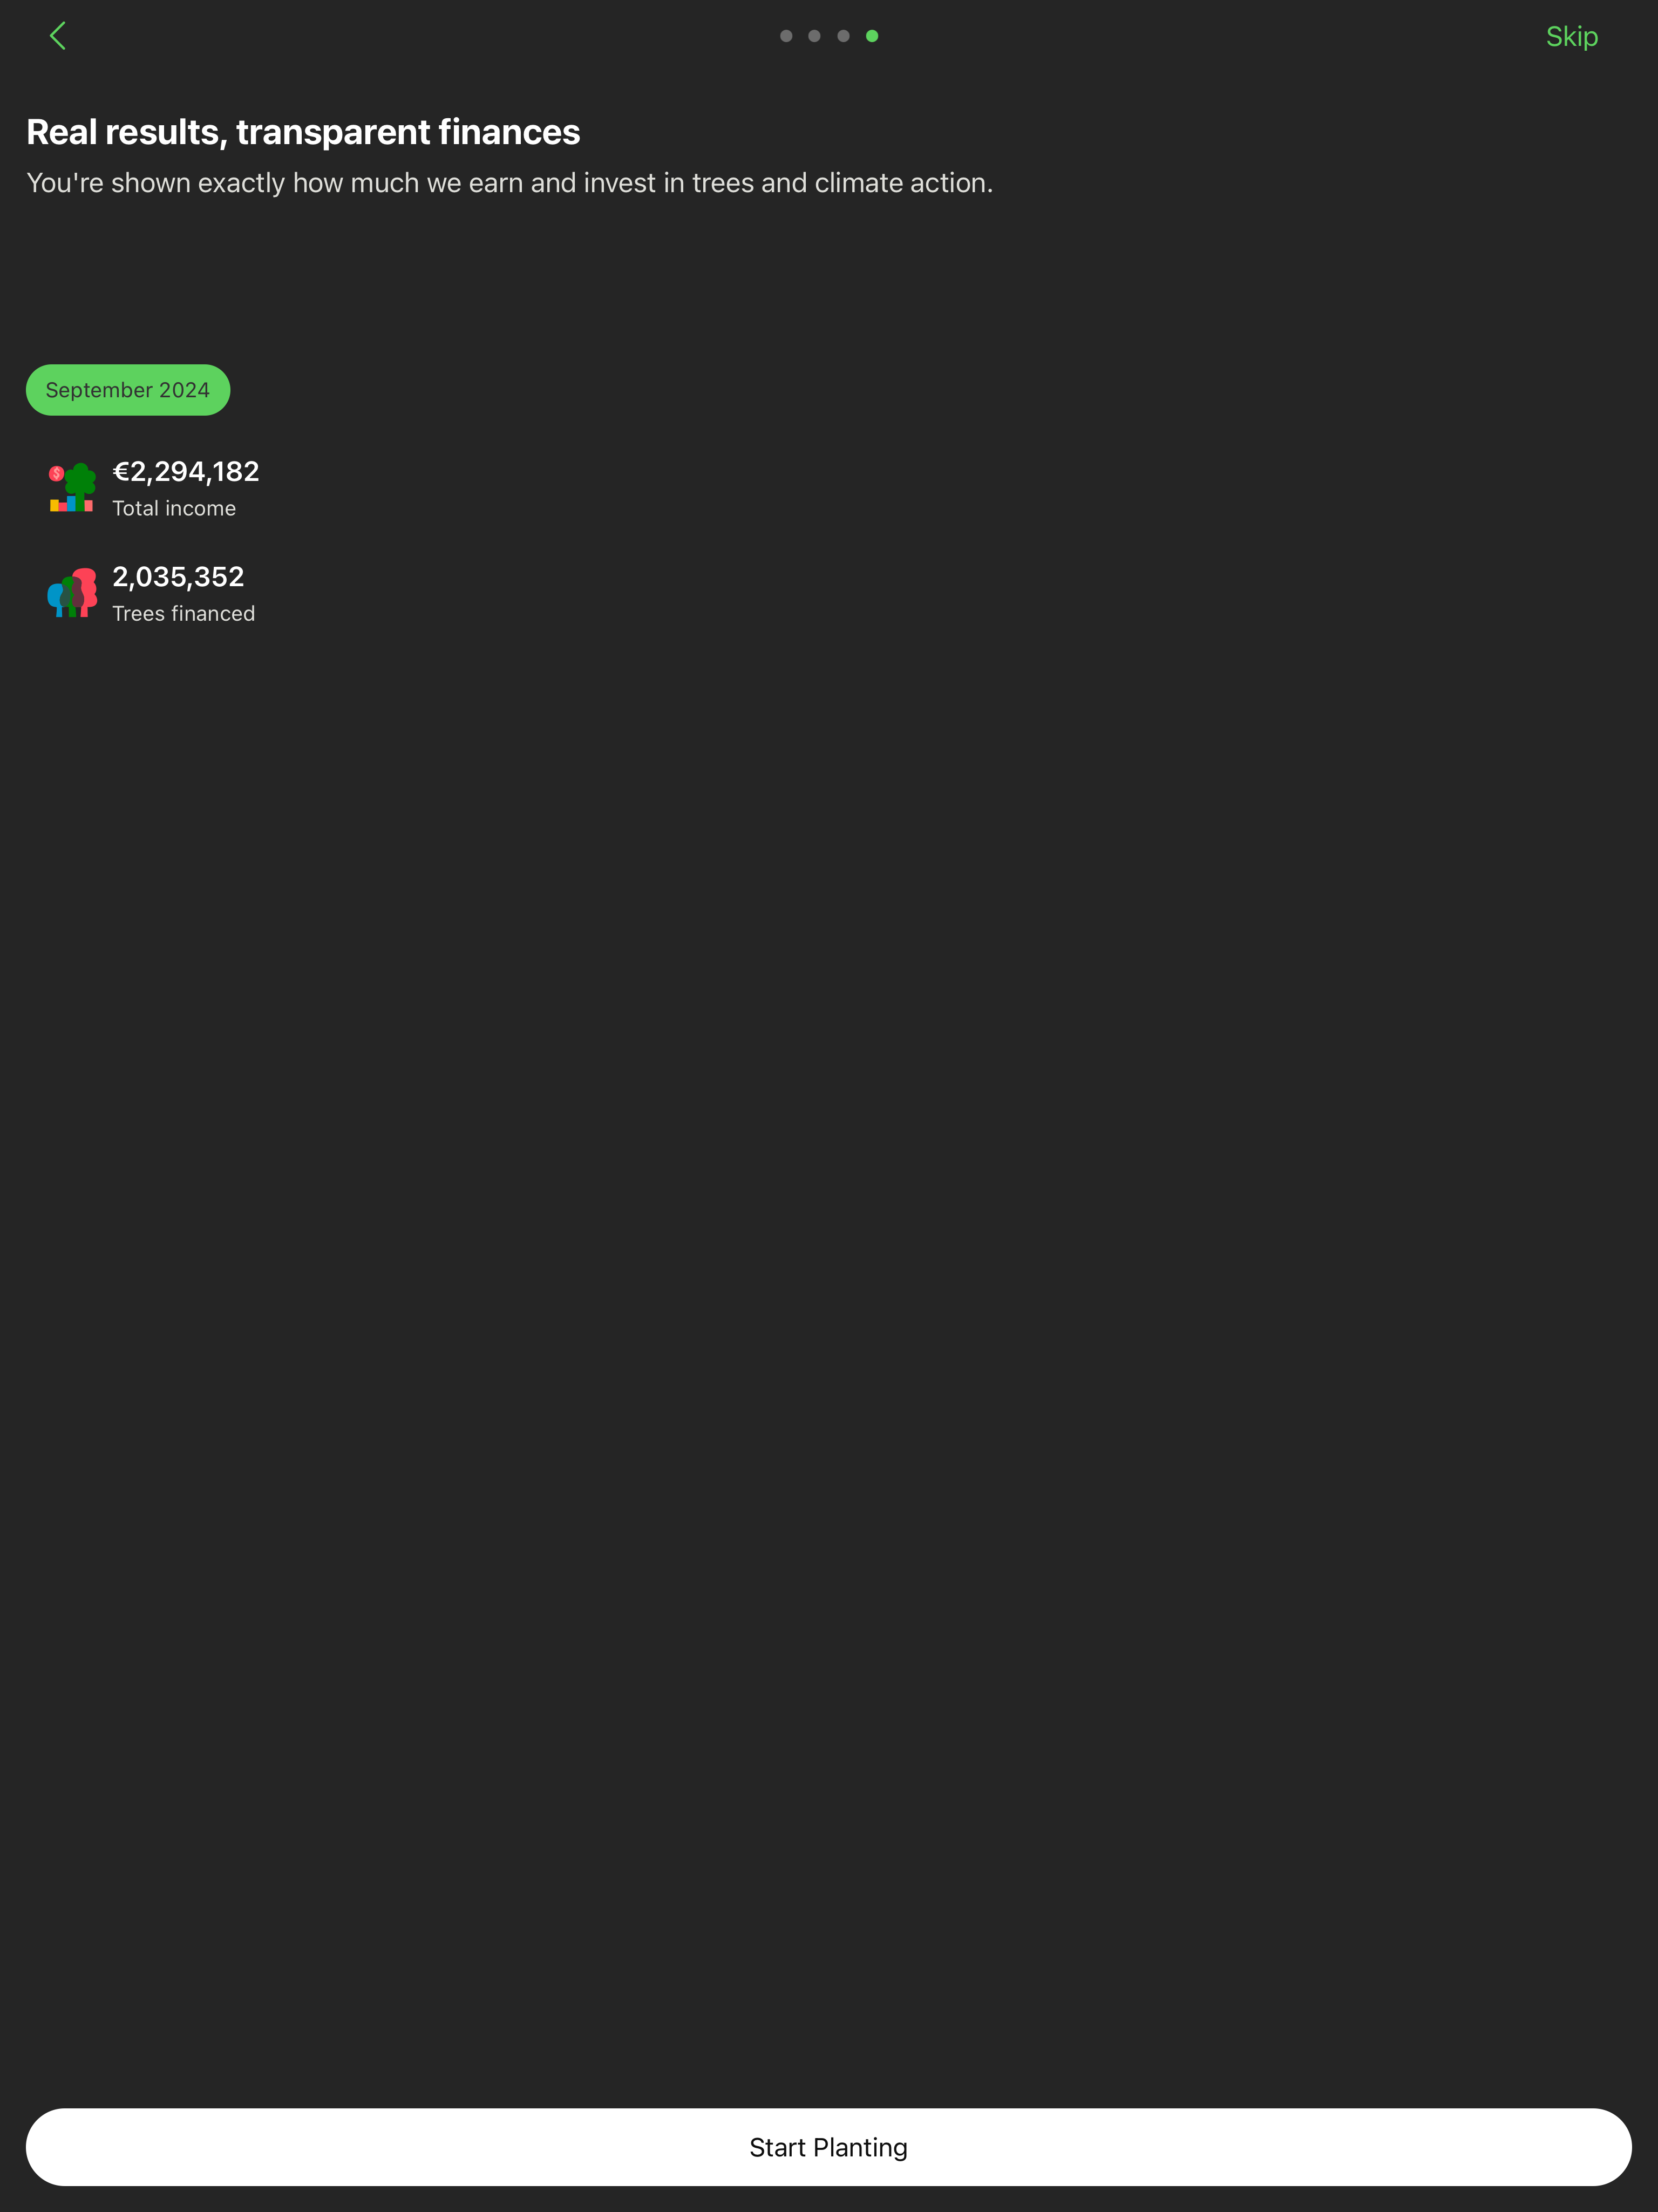 Skip
Real results, transparent finances
You're shown exactly how much we earn and invest in trees and climate action.
September 2024
$
€2,294,182
Total income
2,035,352
Trees financed
Start Planting